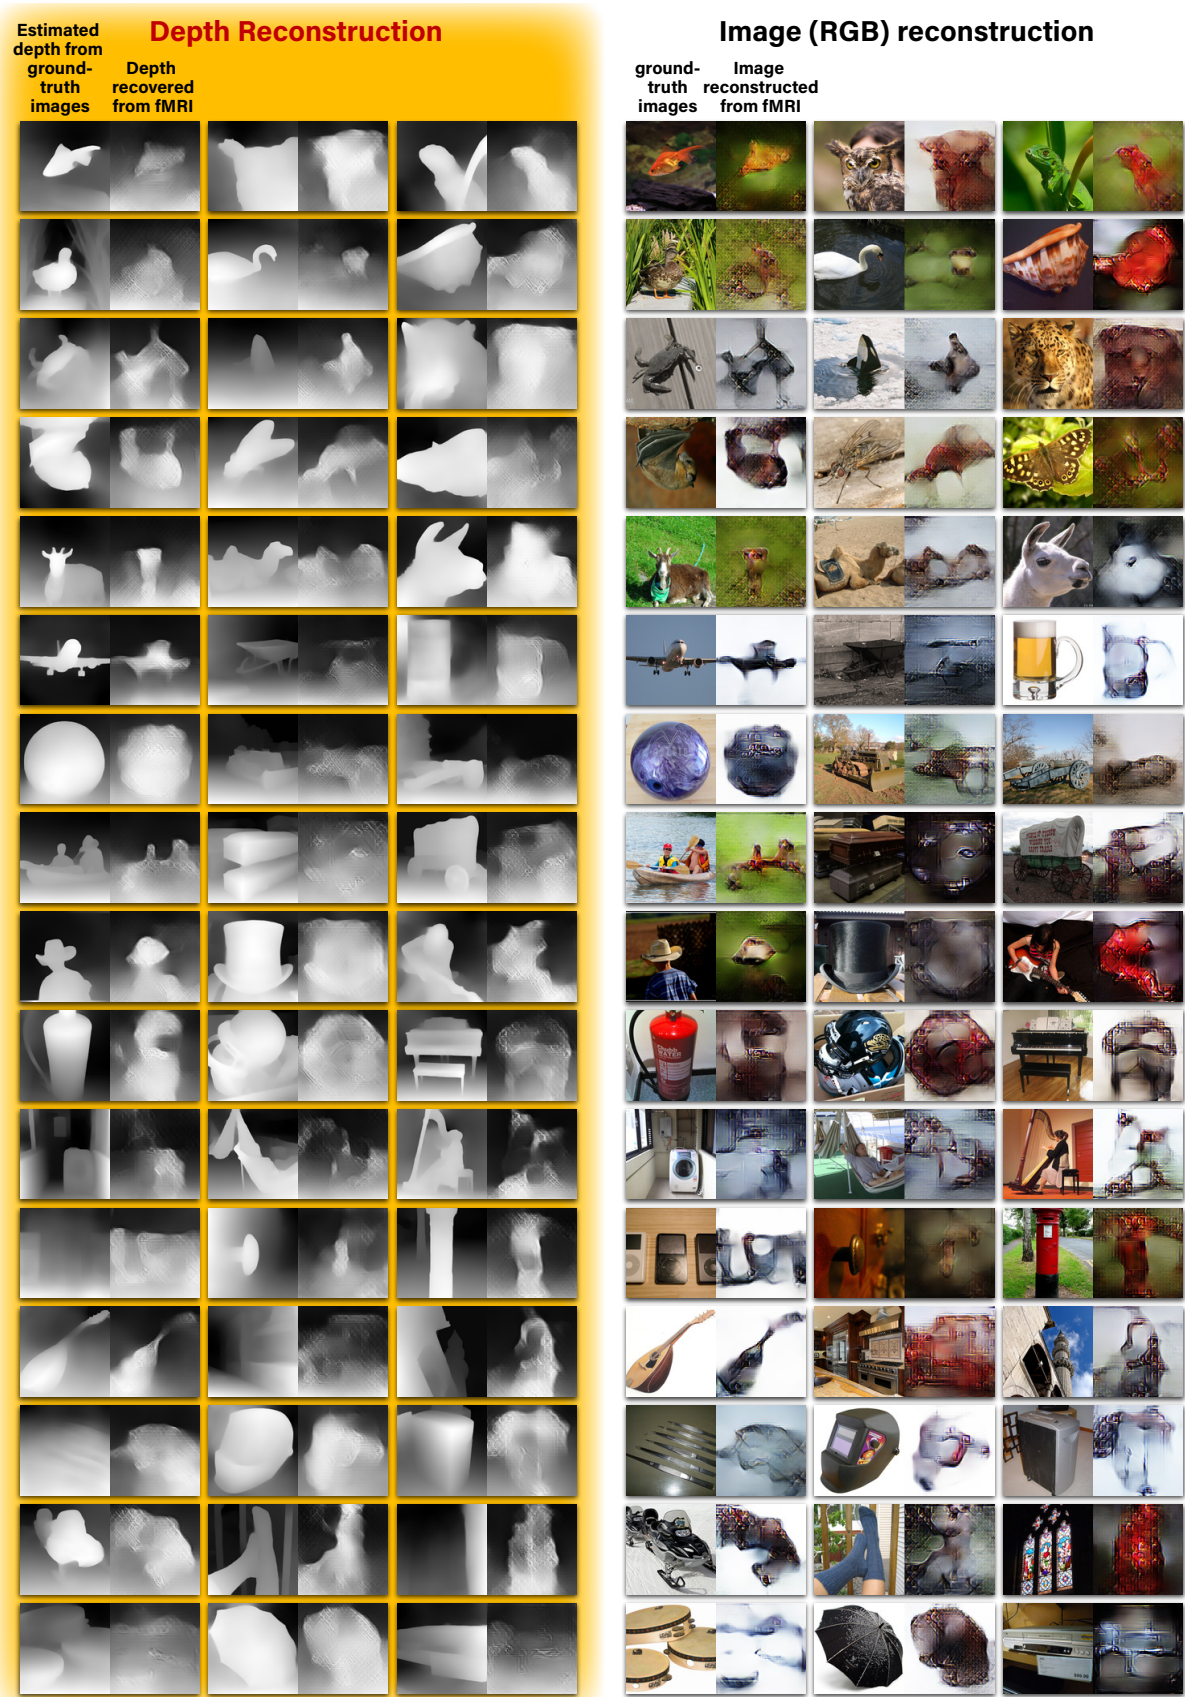 Depth Reconstruction
Estimated
depth from
ground-
truth
images
Depth
recovered
from fMRI
Image (RGB) reconstruction
ground-
truth
images
Image
reconstructed
from fMRI